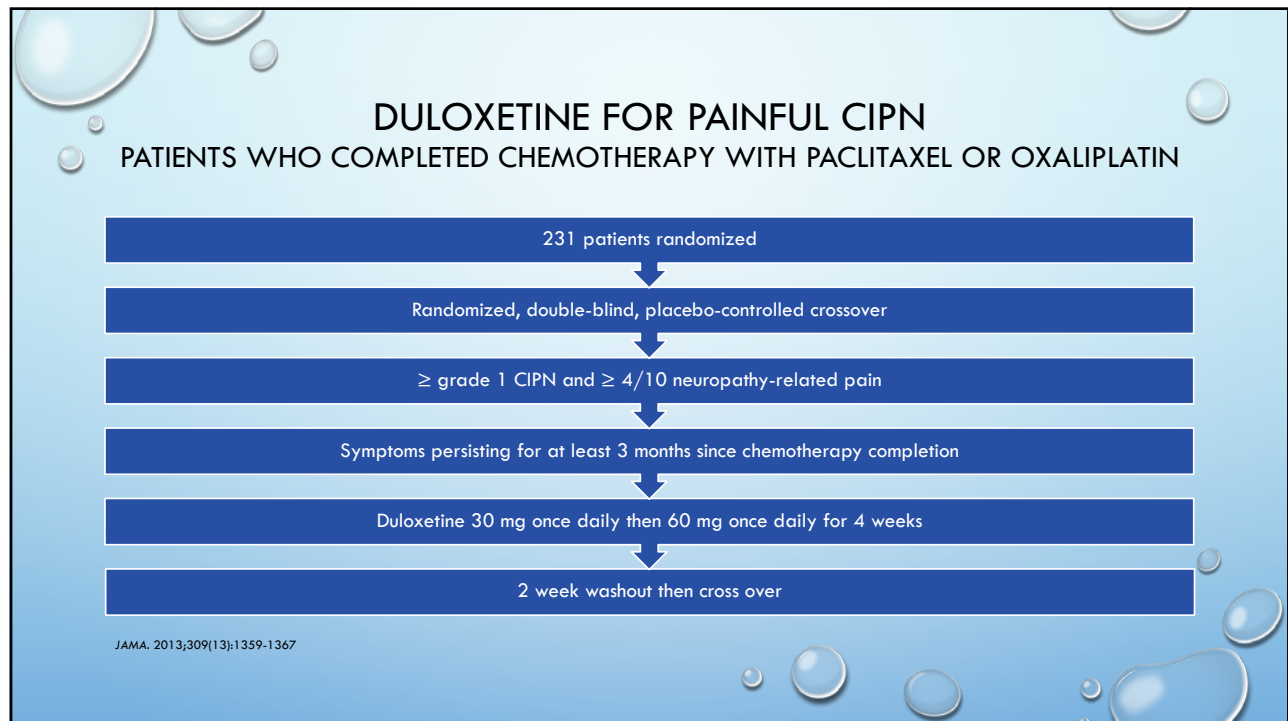 DULOXETINE FOR PAINFUL CIPN
PATIENTS WHO COMPLETED CHEMOTHERAPY WITH PACLITAXEL OR OXALIPLATIN
231 patients randomized
Randomized, double-blind, placebo-controlled crossover
≥ grade 1 CIPN and ≥ 4/10 neuropathy-related pain
Symptoms persisting for at least 3 months since chemotherapy completion
Duloxetine 30 mg once daily then 60 mg once daily for 4 weeks
2 week washout then cross over
JAMA. 2013;309(13):1359-1367